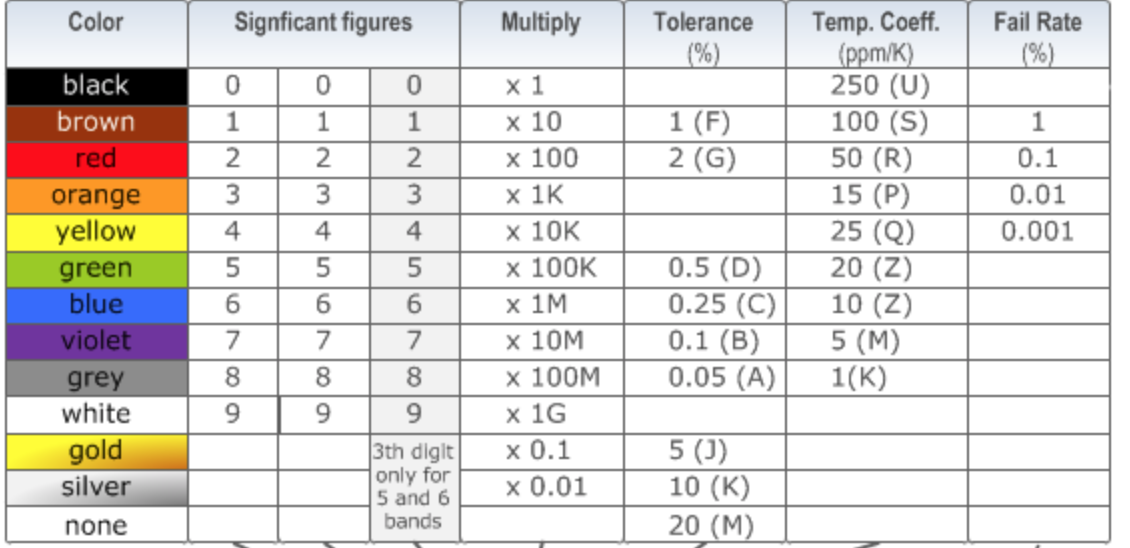 Color Signficant figures Multiply Tolerance Temp. Coeff. Fail Rate
(%) (ppm/K) (%)
black 0 0 0 x 1 250 (U)
brown 1 1 1 x 10 1 (F) 100 (S) 1
red 2 2 2 x 100 2 (G) 50 (R) 0.1
orange 3 3 3 x 1K 15 (P) 0.01
yellow 4 4 4 x 10K 25 (Q) 0.001
green 5 5 5 x 100K 0.5 (D) 20 (Z)
blue 6 6 6 x 1M 0.25 (C) 10 (Z)
violet 7 7 7 x 10M 0.1 (B) 5 (M)
grey 8 8 8 x 100M 0.05 (A) 1(K)
white 9 9 9 x 1G
gold 3th digit x 0.1 5 (J)
only for
silver 5 and 6 x 0.01 10 (K)
none bands 20 (M)